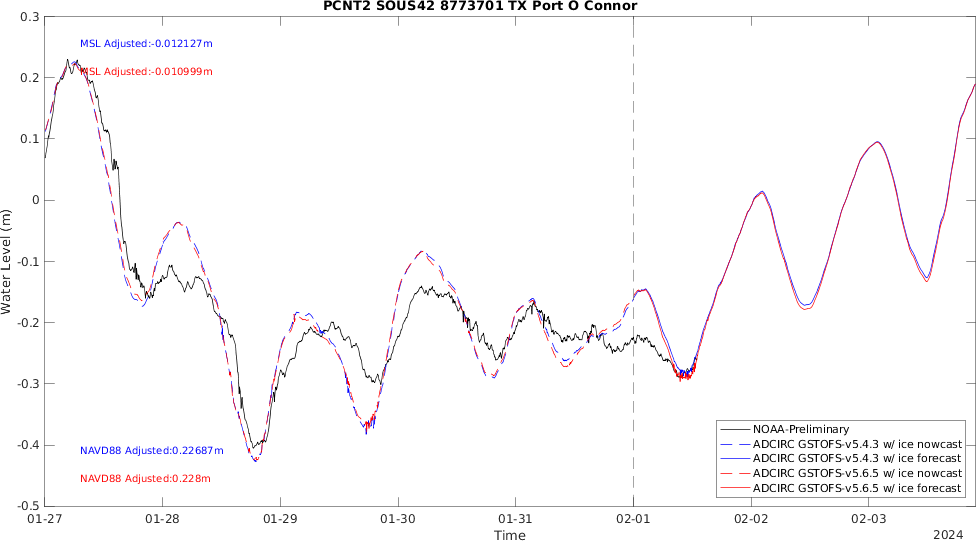 PCNT2 SOUS42 8773701 TX Port O Connor
0.3
MSL Adjusted:-0.012127m
MSL Adjusted:-0.010999m
0.2
0.1
0
-0.1
-0.2
-0.3
-0.4
-0.5
Water Level (m)
NAVD88 Adjusted:0.22687m
NAVD88 Adjusted:0.228m
NOAA-Preliminary
ADCIRC GSTOFS-v5.4.3 w/ ice nowcast
ADCIRC GSTOFS-v5.4.3 w/ ice forecast
ADCIRC GSTOFS-v5.6.5 w/ ice nowcast
ADCIRC GSTOFS-v5.6.5 w/ ice forecast
01-27 01-28 01-29 01-30 01-31 02-01 02-02 02-03
Time
2024